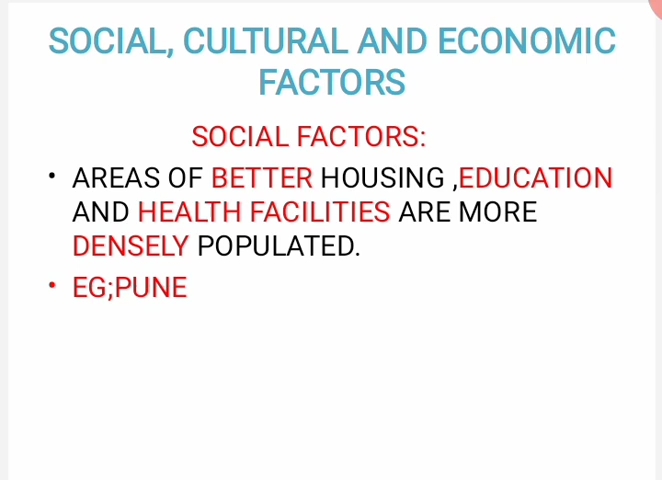 SOCIAL, CULTURAL AND ECONOMIC
FACTORS
SOCIAL FACTORS:
• AREAS OF BETTER HOUSING ,EDUCATION
AND HEALTH FACILITIES ARE MORE
DENSELY POPULATED.
• EG;PUNE